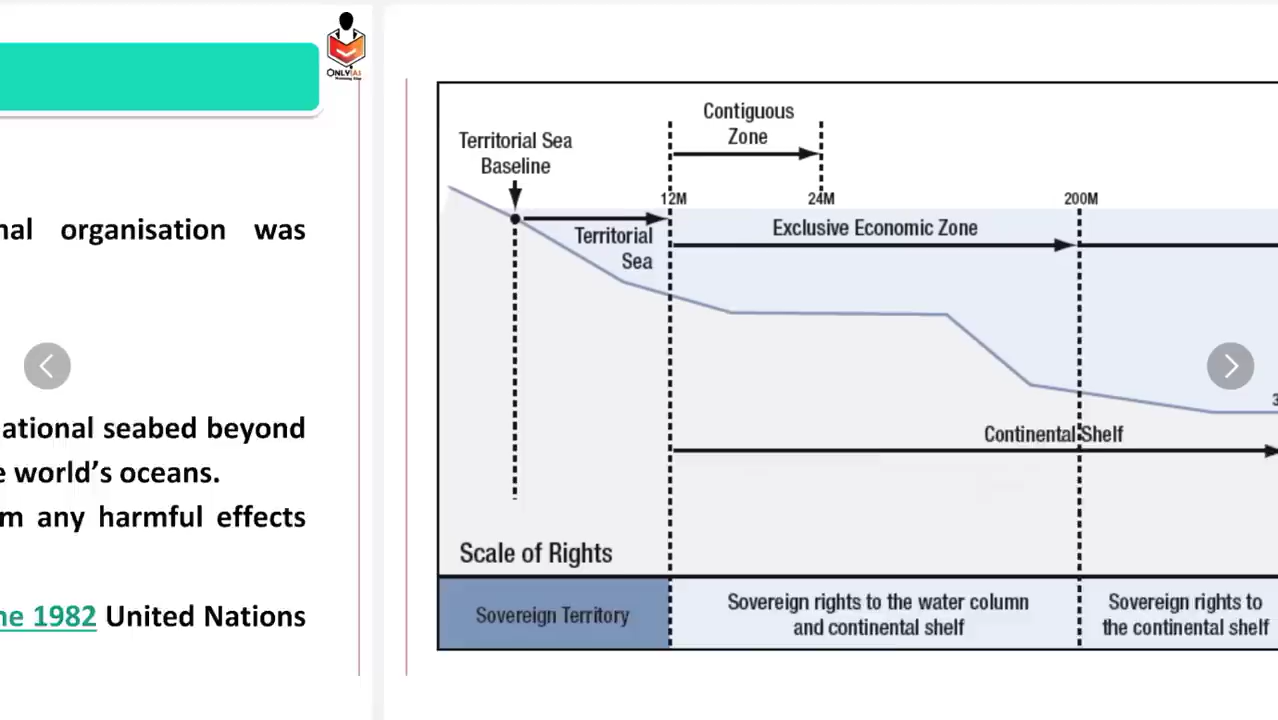 ONLYIAS
nal organisation was
ational seabed beyond
e world’s oceans.
m any harmful effects
ne 1982 United Nations
Contiguous
Zone
Territorial Sea
Baseline
12M
24M
200M
Territorial
Sea
Exclusive Economic Zone
3
Continental Shelf
Scale of Rights
Sovereign Territory
Sovereign rights to the water column
and continental shelf
Sovereign rights to
the continental shelf